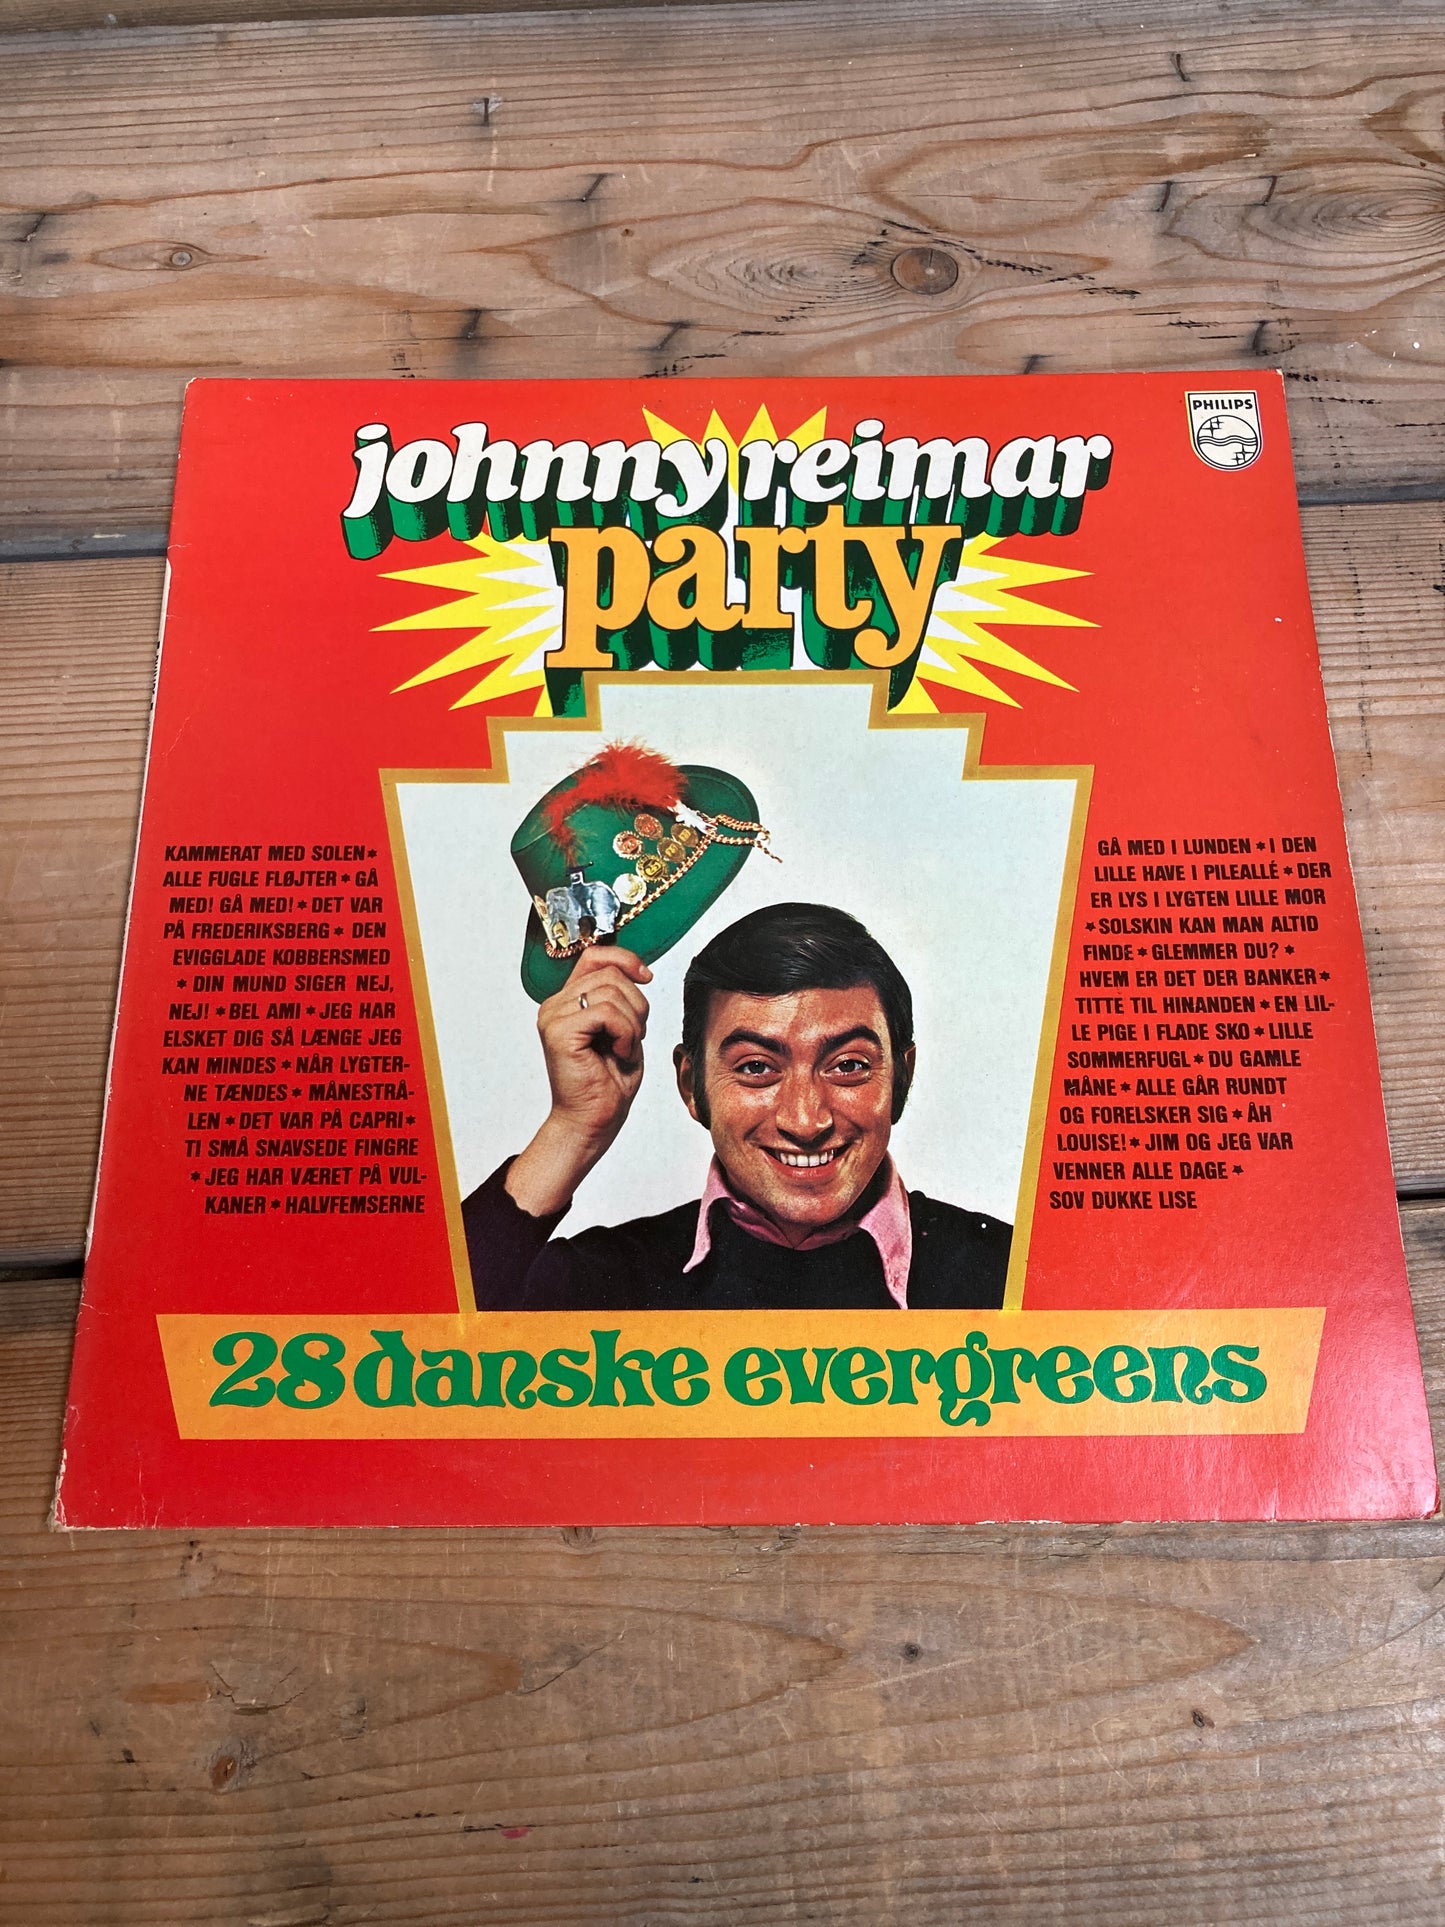 PHILIPS
johnny reimar
party
KAMMERAT MED SOLEN*
ALLE FUGLE FLØJTER * GÅ
MED! GÅ MED! * DET VAR
PÅ FREDERIKSBERG * DEN
EVIGGLADE KOBBERSMED
* DIN MUND SIGER NEJ,
NEJ! * BEL AMI * JEG HAR
ELSKET DIG SÅ LÆNGE JEG
KAN MINDES * NÅR LYGTER-
NE TÆNDES * MÅNESTRÅ-
LEN * DET VAR PÅ CAPRI *
TI SMÅ SNAVSEDE FINGRE
* JEG HAR VÆRET PÅ VUL-
KANER * HALVFEMSERNE
GÅ MED I LUNDEN * I DEN
LILLE HAVE I PILEALLÉ * DER
ER LYS I LYGTEN LILLE MOR
* SOLSKIN KAN MAN ALTID
FINDE * GLEMMER DU? *
HVEM ER DET DER BANKER *
TITTE TIL HINANDEN * EN LIL-
LE PIGE I FLADE SKO * LILLE
SOMMERFUGL * DU GAMLE
MÅNE * ALLE GÅR RUNDT
OG FORELSKER SIG * ÅH
LOUISE! * JIM OG JEG VAR
VENNER ALLE DAGE *
SOV DUKKE LISE
28 danske evergreens